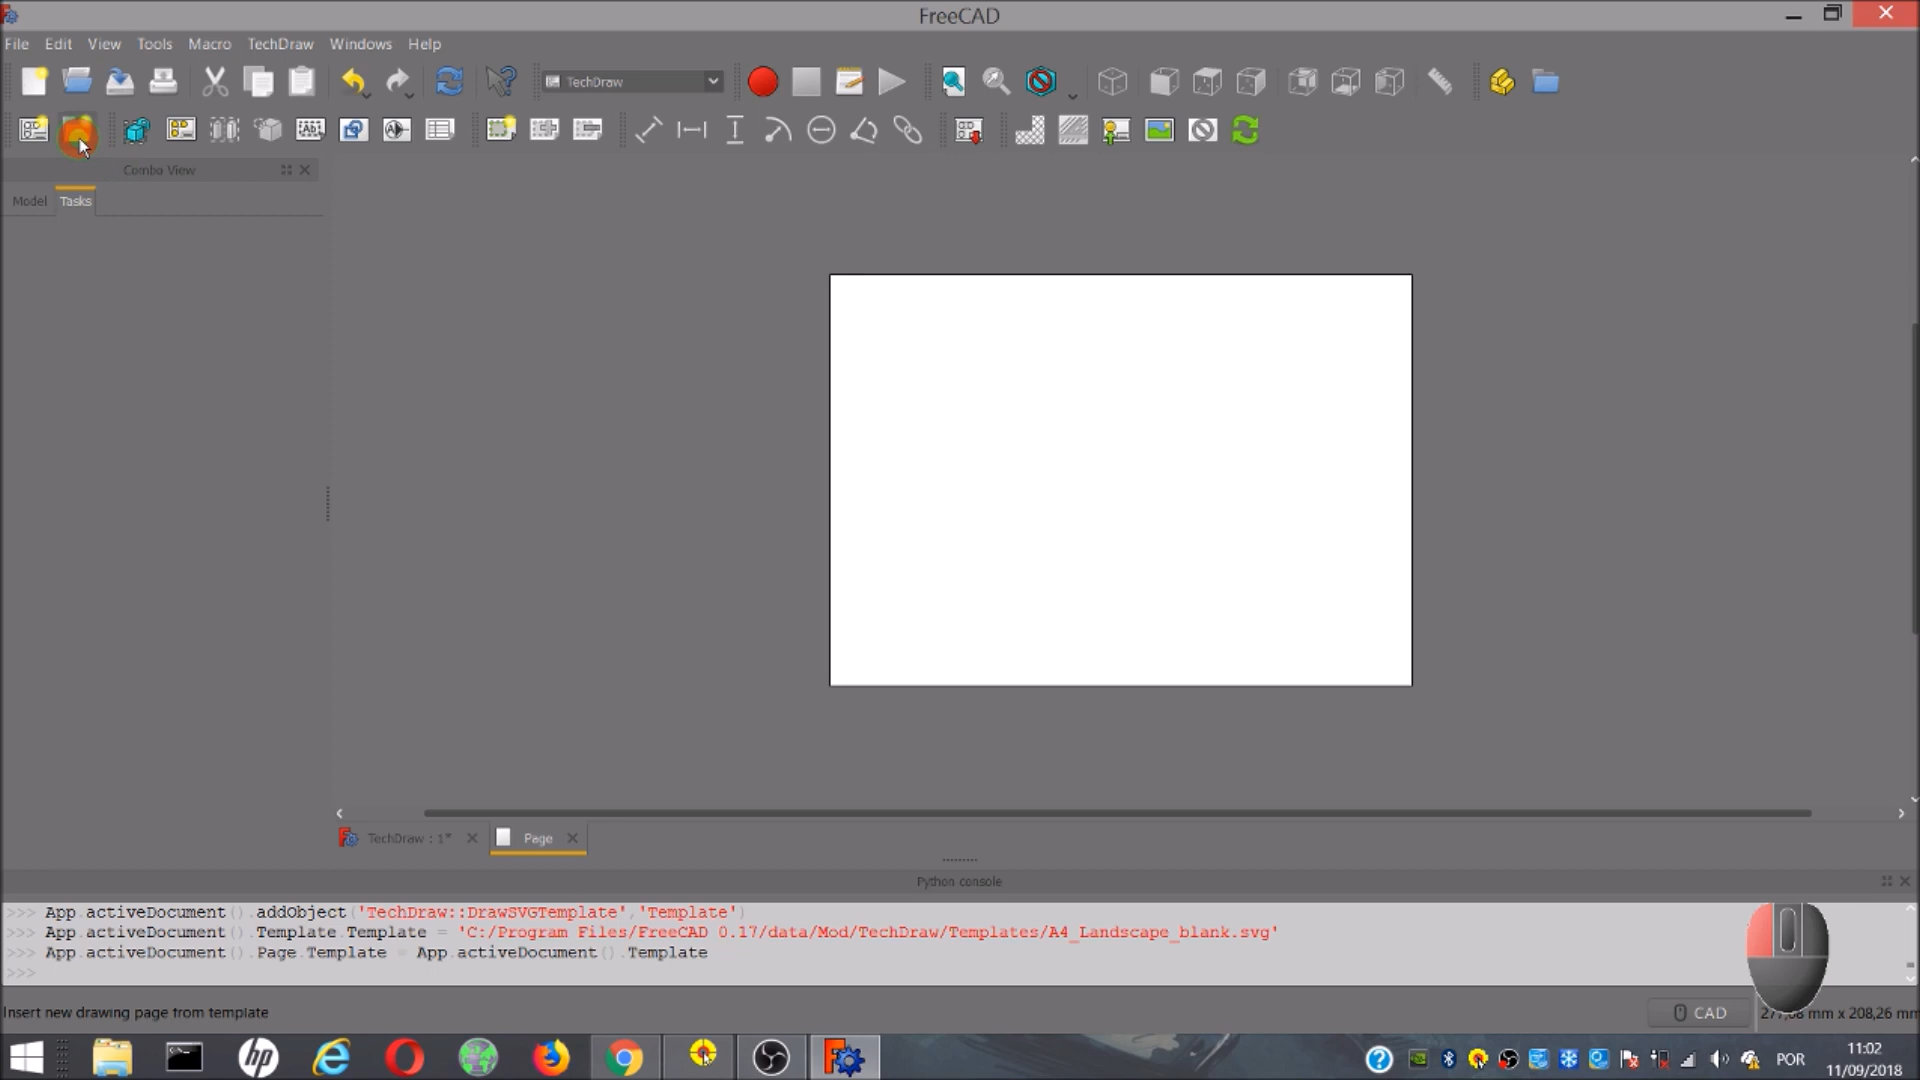 FreeCAD
File Edit View Tools Macro TechDraw Windows Help
TechDraw
Combo View
Model Tasks
TechDraw : 1* Page
Python console
>>> App.activeDocument().addObject('TechDraw::DrawSVGTemplate','Template')
>>> App.activeDocument().Template.Template = 'C:/Program Files/FreeCAD 0.17/data/Mod/TechDraw/Templates/A4_Landscape_blank.svg'
>>> App.activeDocument().Page.Template = App.activeDocument().Template
>>>
Insert new drawing page from template
CAD
mm x 208,26 mm
POR
11:02
11/09/2018